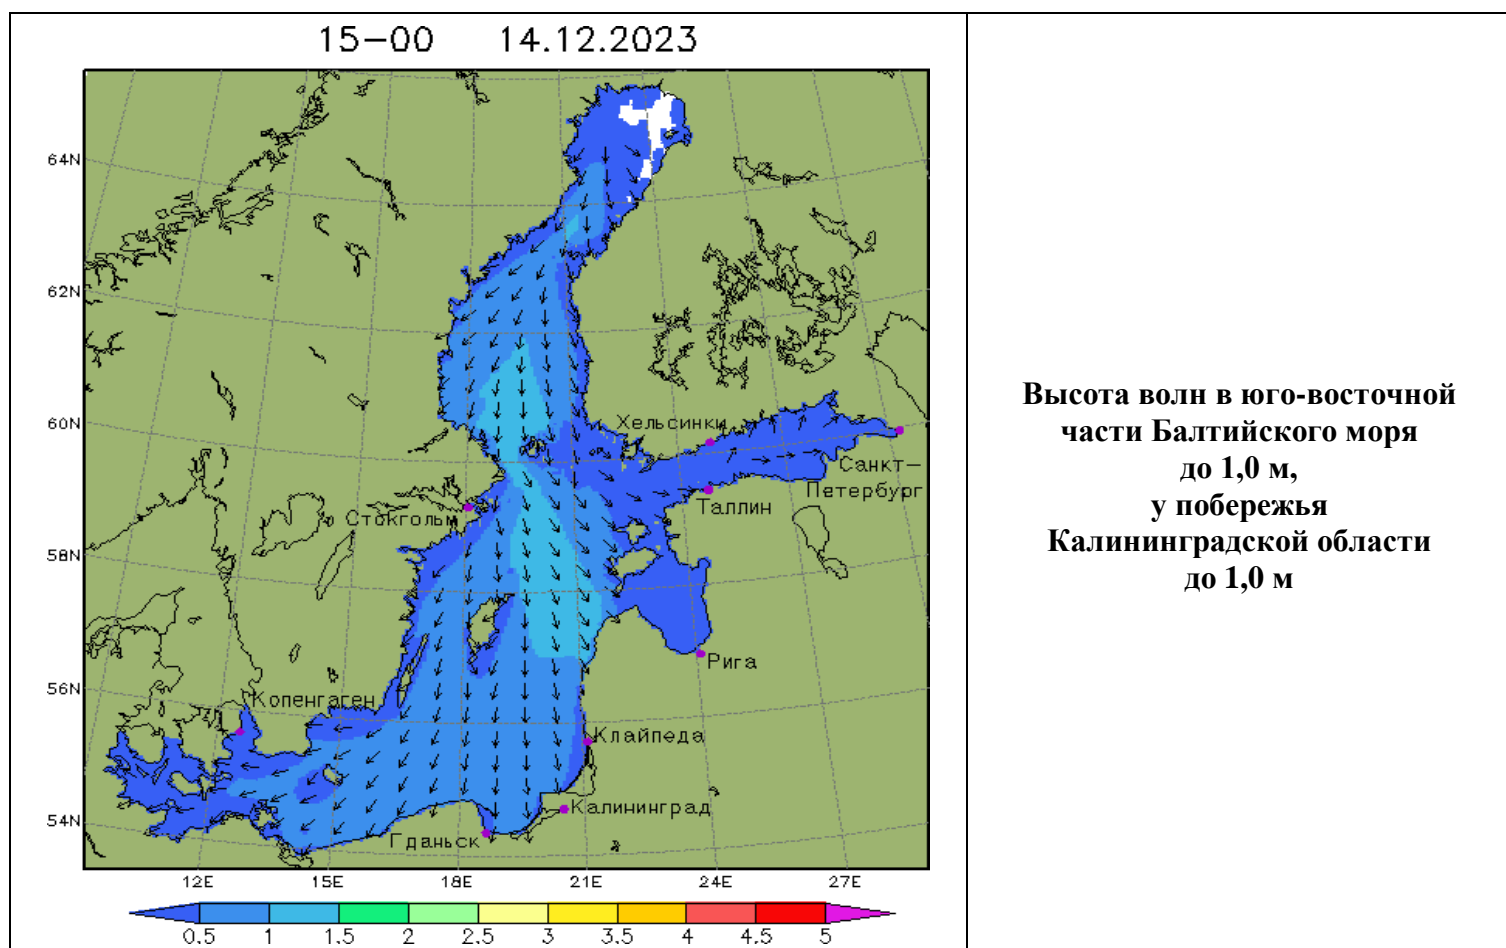 15-00 14.12.2023
64N
62N
60N
58N
56N
54N
Хельсинки
Санкт-
Петербург
Таллин
Стокгольм
Рига
Копенгаген
Клайпеда
Калининград
Гданьск
12E 15E 18E 21E 24E 27E
0,5 1 1,5 2 2,5 3 3,5 4 4,5 5
Высота волн в юго-восточной
части Балтийского моря
до 1,0 м,
у побережья
Калининградской области
до 1,0 м